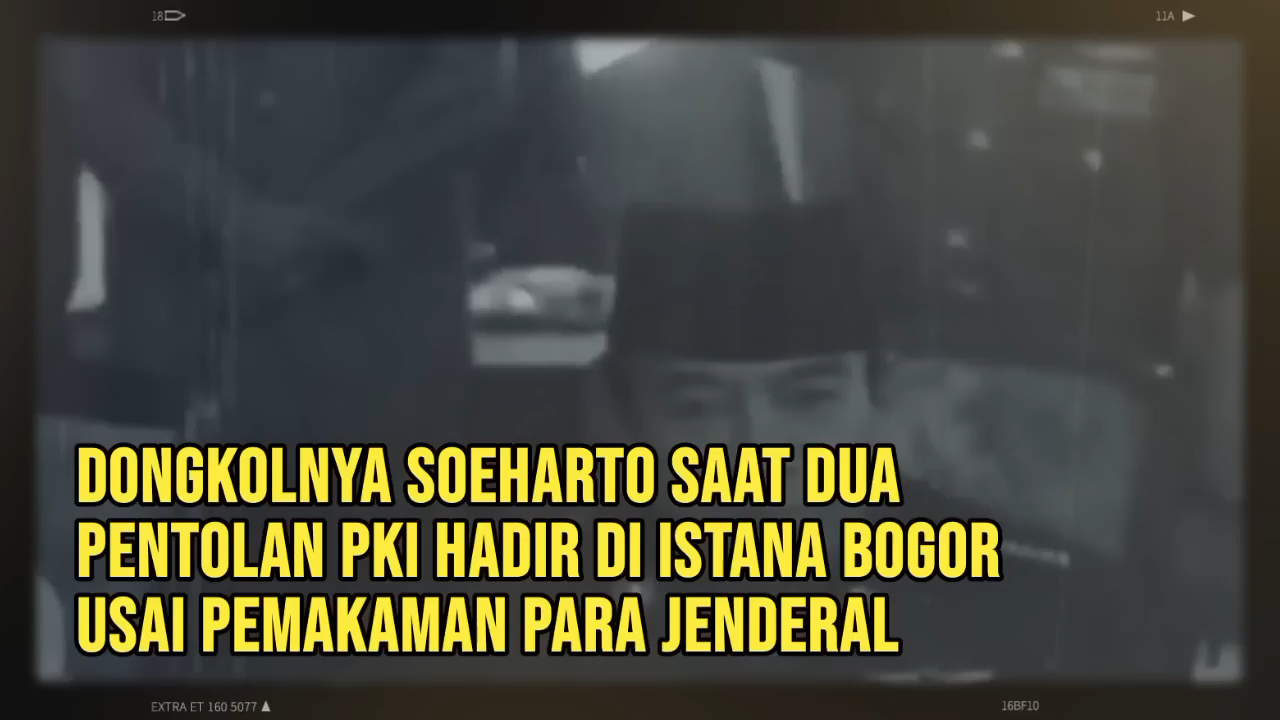 18
11A
DONGKOLNYA SOEHARTO SAAT DUA
PENTOLAN PKI HADIR DI ISTANA BOGOR
USAI PEMAKAMAN PARA JENDERAL
EXTRA ET 160 5077
16BF10